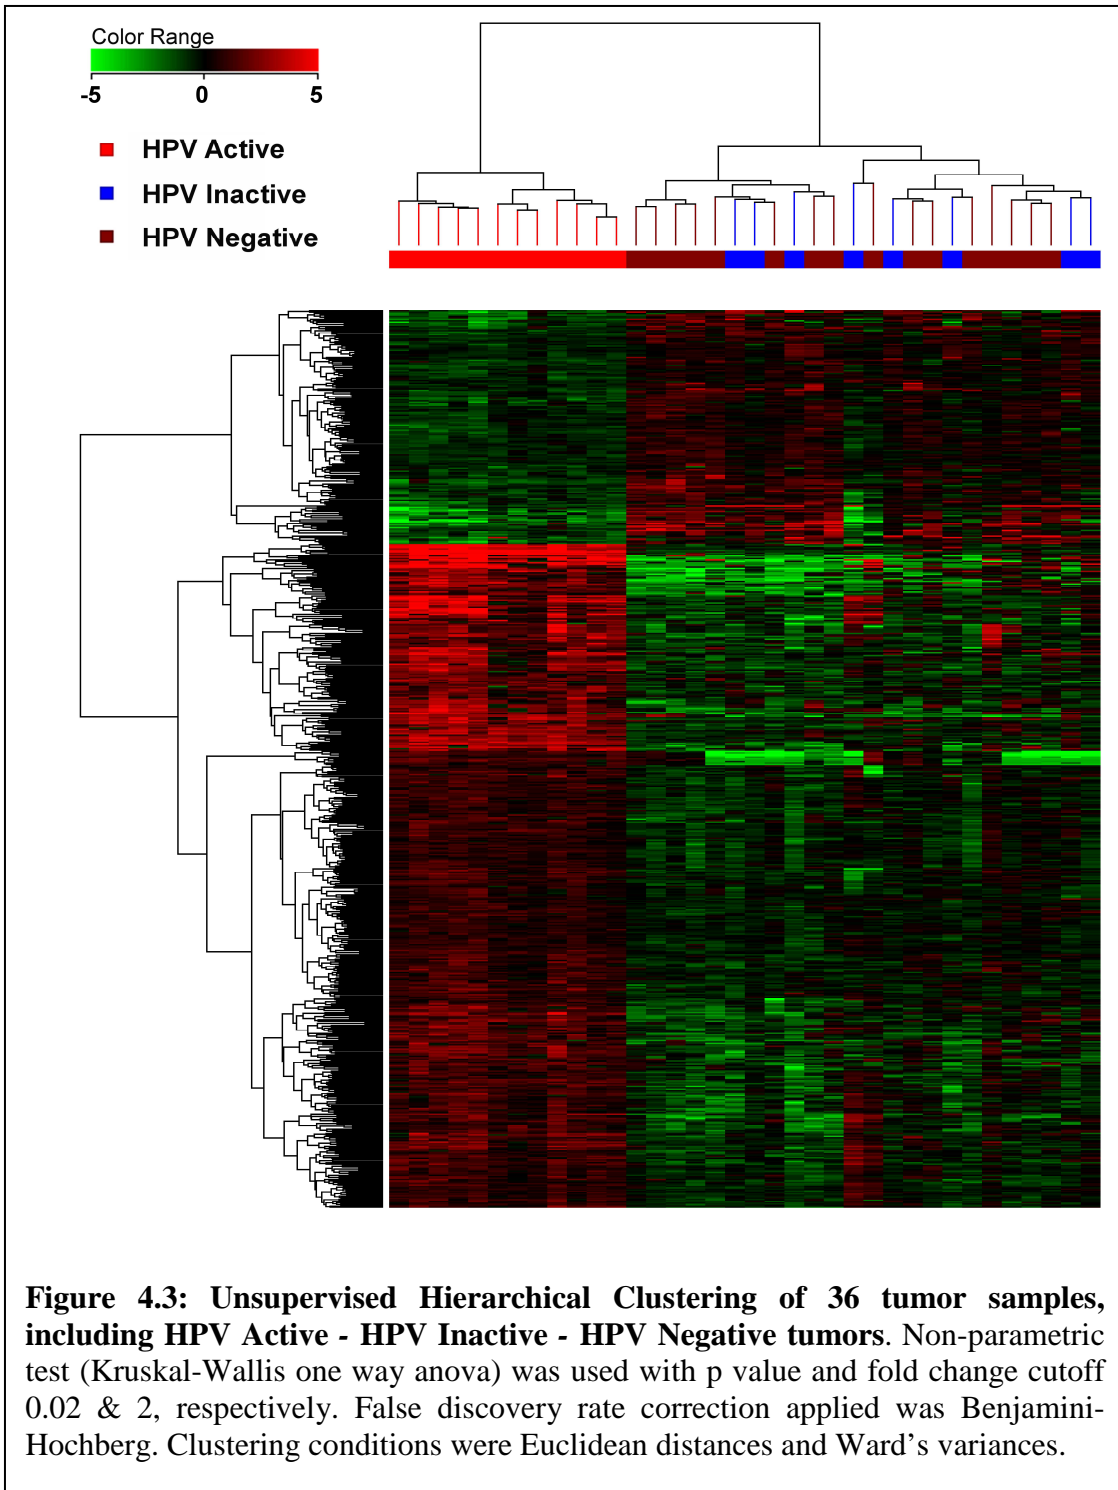 Color Range
-5 0 5
HPV Active
HPV Inactive
HPV Negative
Figure 4.3: Unsupervised Hierarchical Clustering of 36 tumor samples,
including HPV Active - HPV Inactive - HPV Negative tumors. Non-parametric
test (Kruskal-Wallis one way anova) was used with p value and fold change cutoff
0.02 & 2, respectively. False discovery rate correction applied was Benjamini-
Hochberg. Clustering conditions were Euclidean distances and Ward's variances.